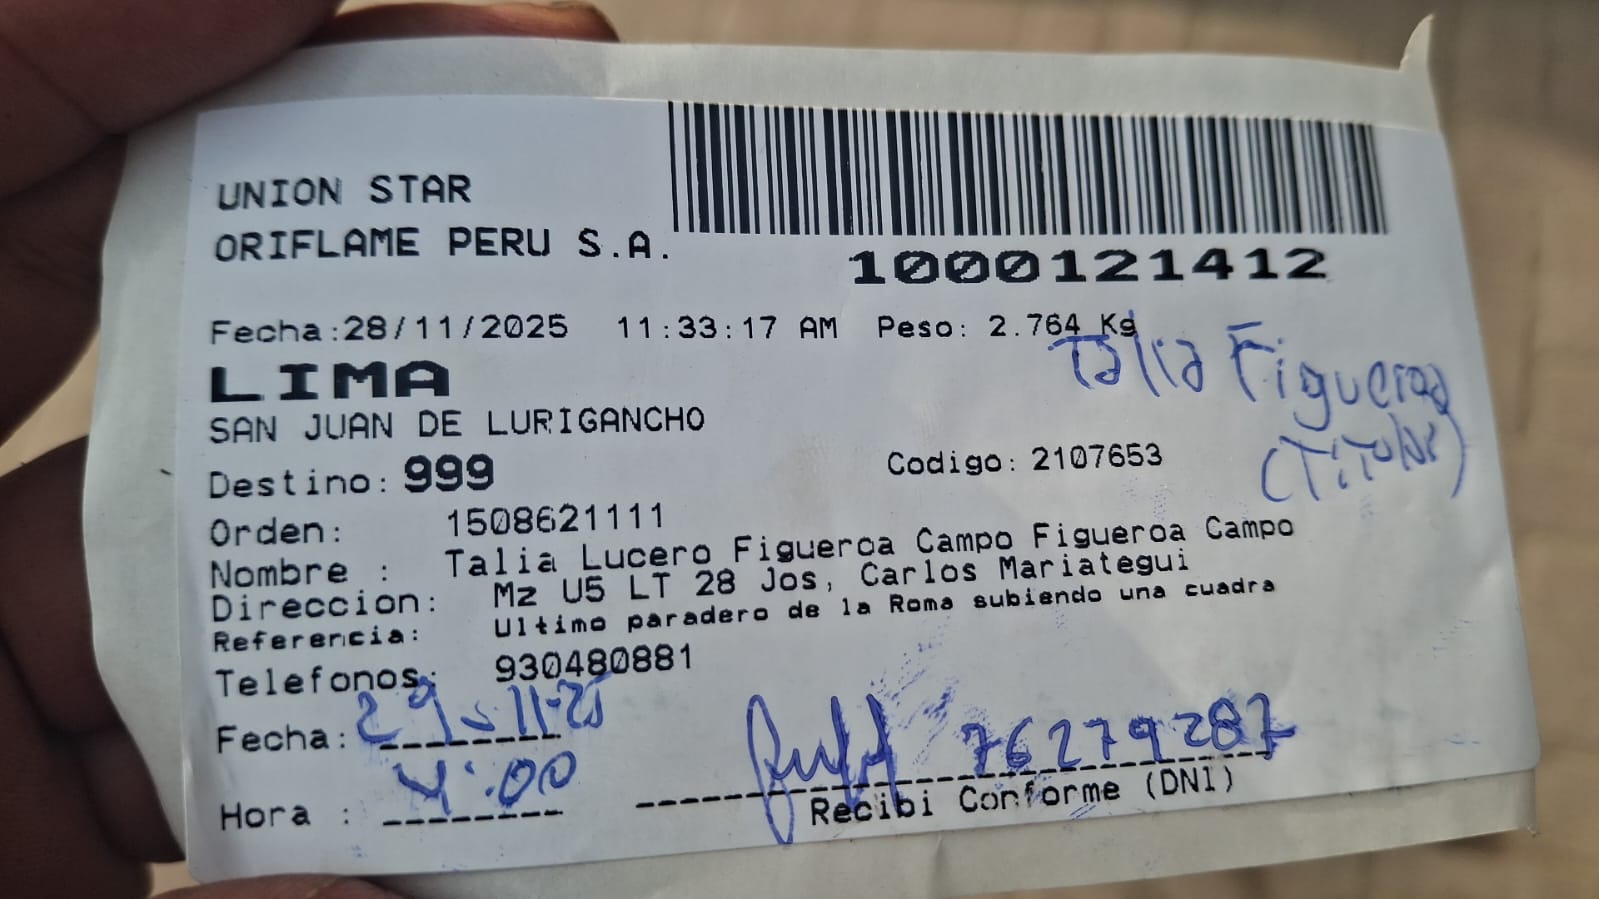 UNION STAR
ORIFLAME PERU S.A.
1000121412
Fecha:28/11/2025 11:33:17 AM Peso: 2.764 Kg
Talia Figueroa
(Titular)
LIMA
SAN JUAN DE LURIGANCHO
Destino: 999 Codigo: 2107653
Orden: 1508621111
Nombre : Talia Lucero Figueroa Campo Figueroa Campo
Direccion: Mz U5 LT 28 Jos, Carlos Mariategui
Referencia: Ultimo paradero de la Roma subiendo una cuadra
Telefonos: 930480881
Fecha: 29-11-25
Hora : 4:00
76279287
Recibi Conforme (DNI)